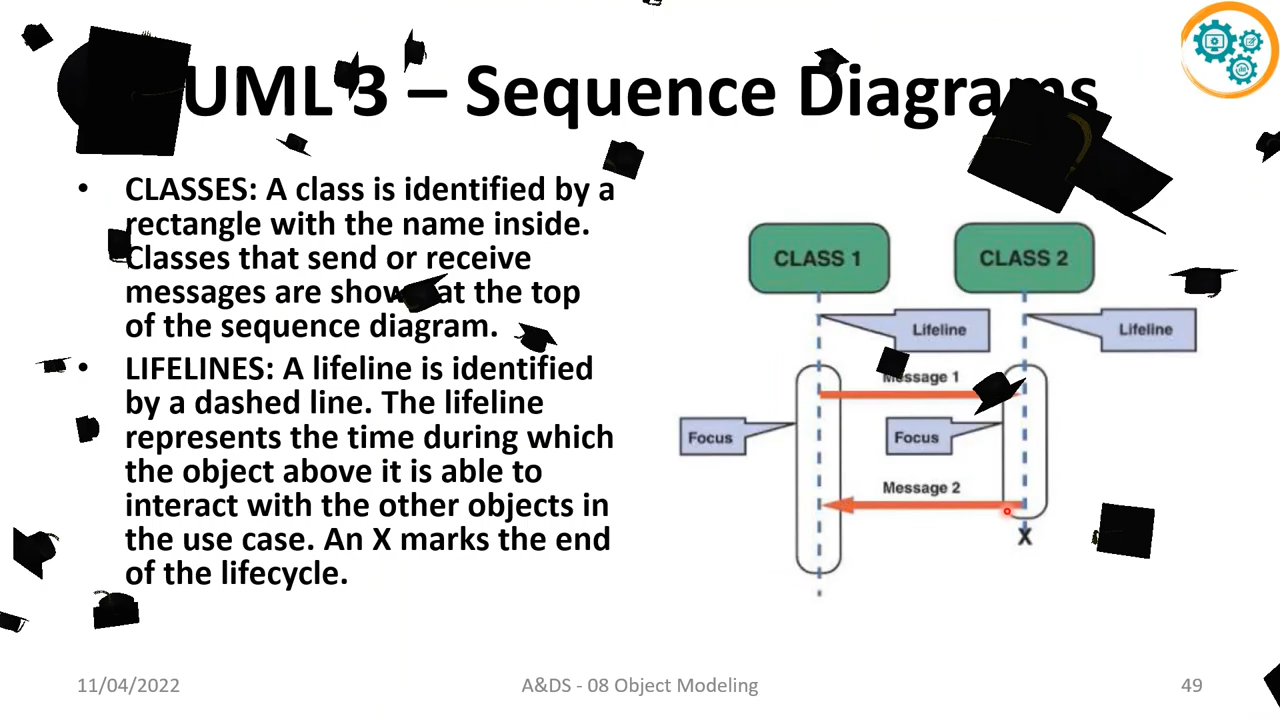 UML 3 – Sequence Diagrams
• CLASSES: A class is identified by a
rectangle with the name inside.
Classes that send or receive
messages are shown at the top
of the sequence diagram.
• LIFELINES: A lifeline is identified
by a dashed line. The lifeline
represents the time during which
the object above it is able to
interact with the other objects in
the use case. An X marks the end
of the lifecycle.
CLASS 1
CLASS 2
Lifeline
Lifeline
Message 1
Focus
Focus
Message 2
X
11/04/2022
A&DS - 08 Object Modeling
49